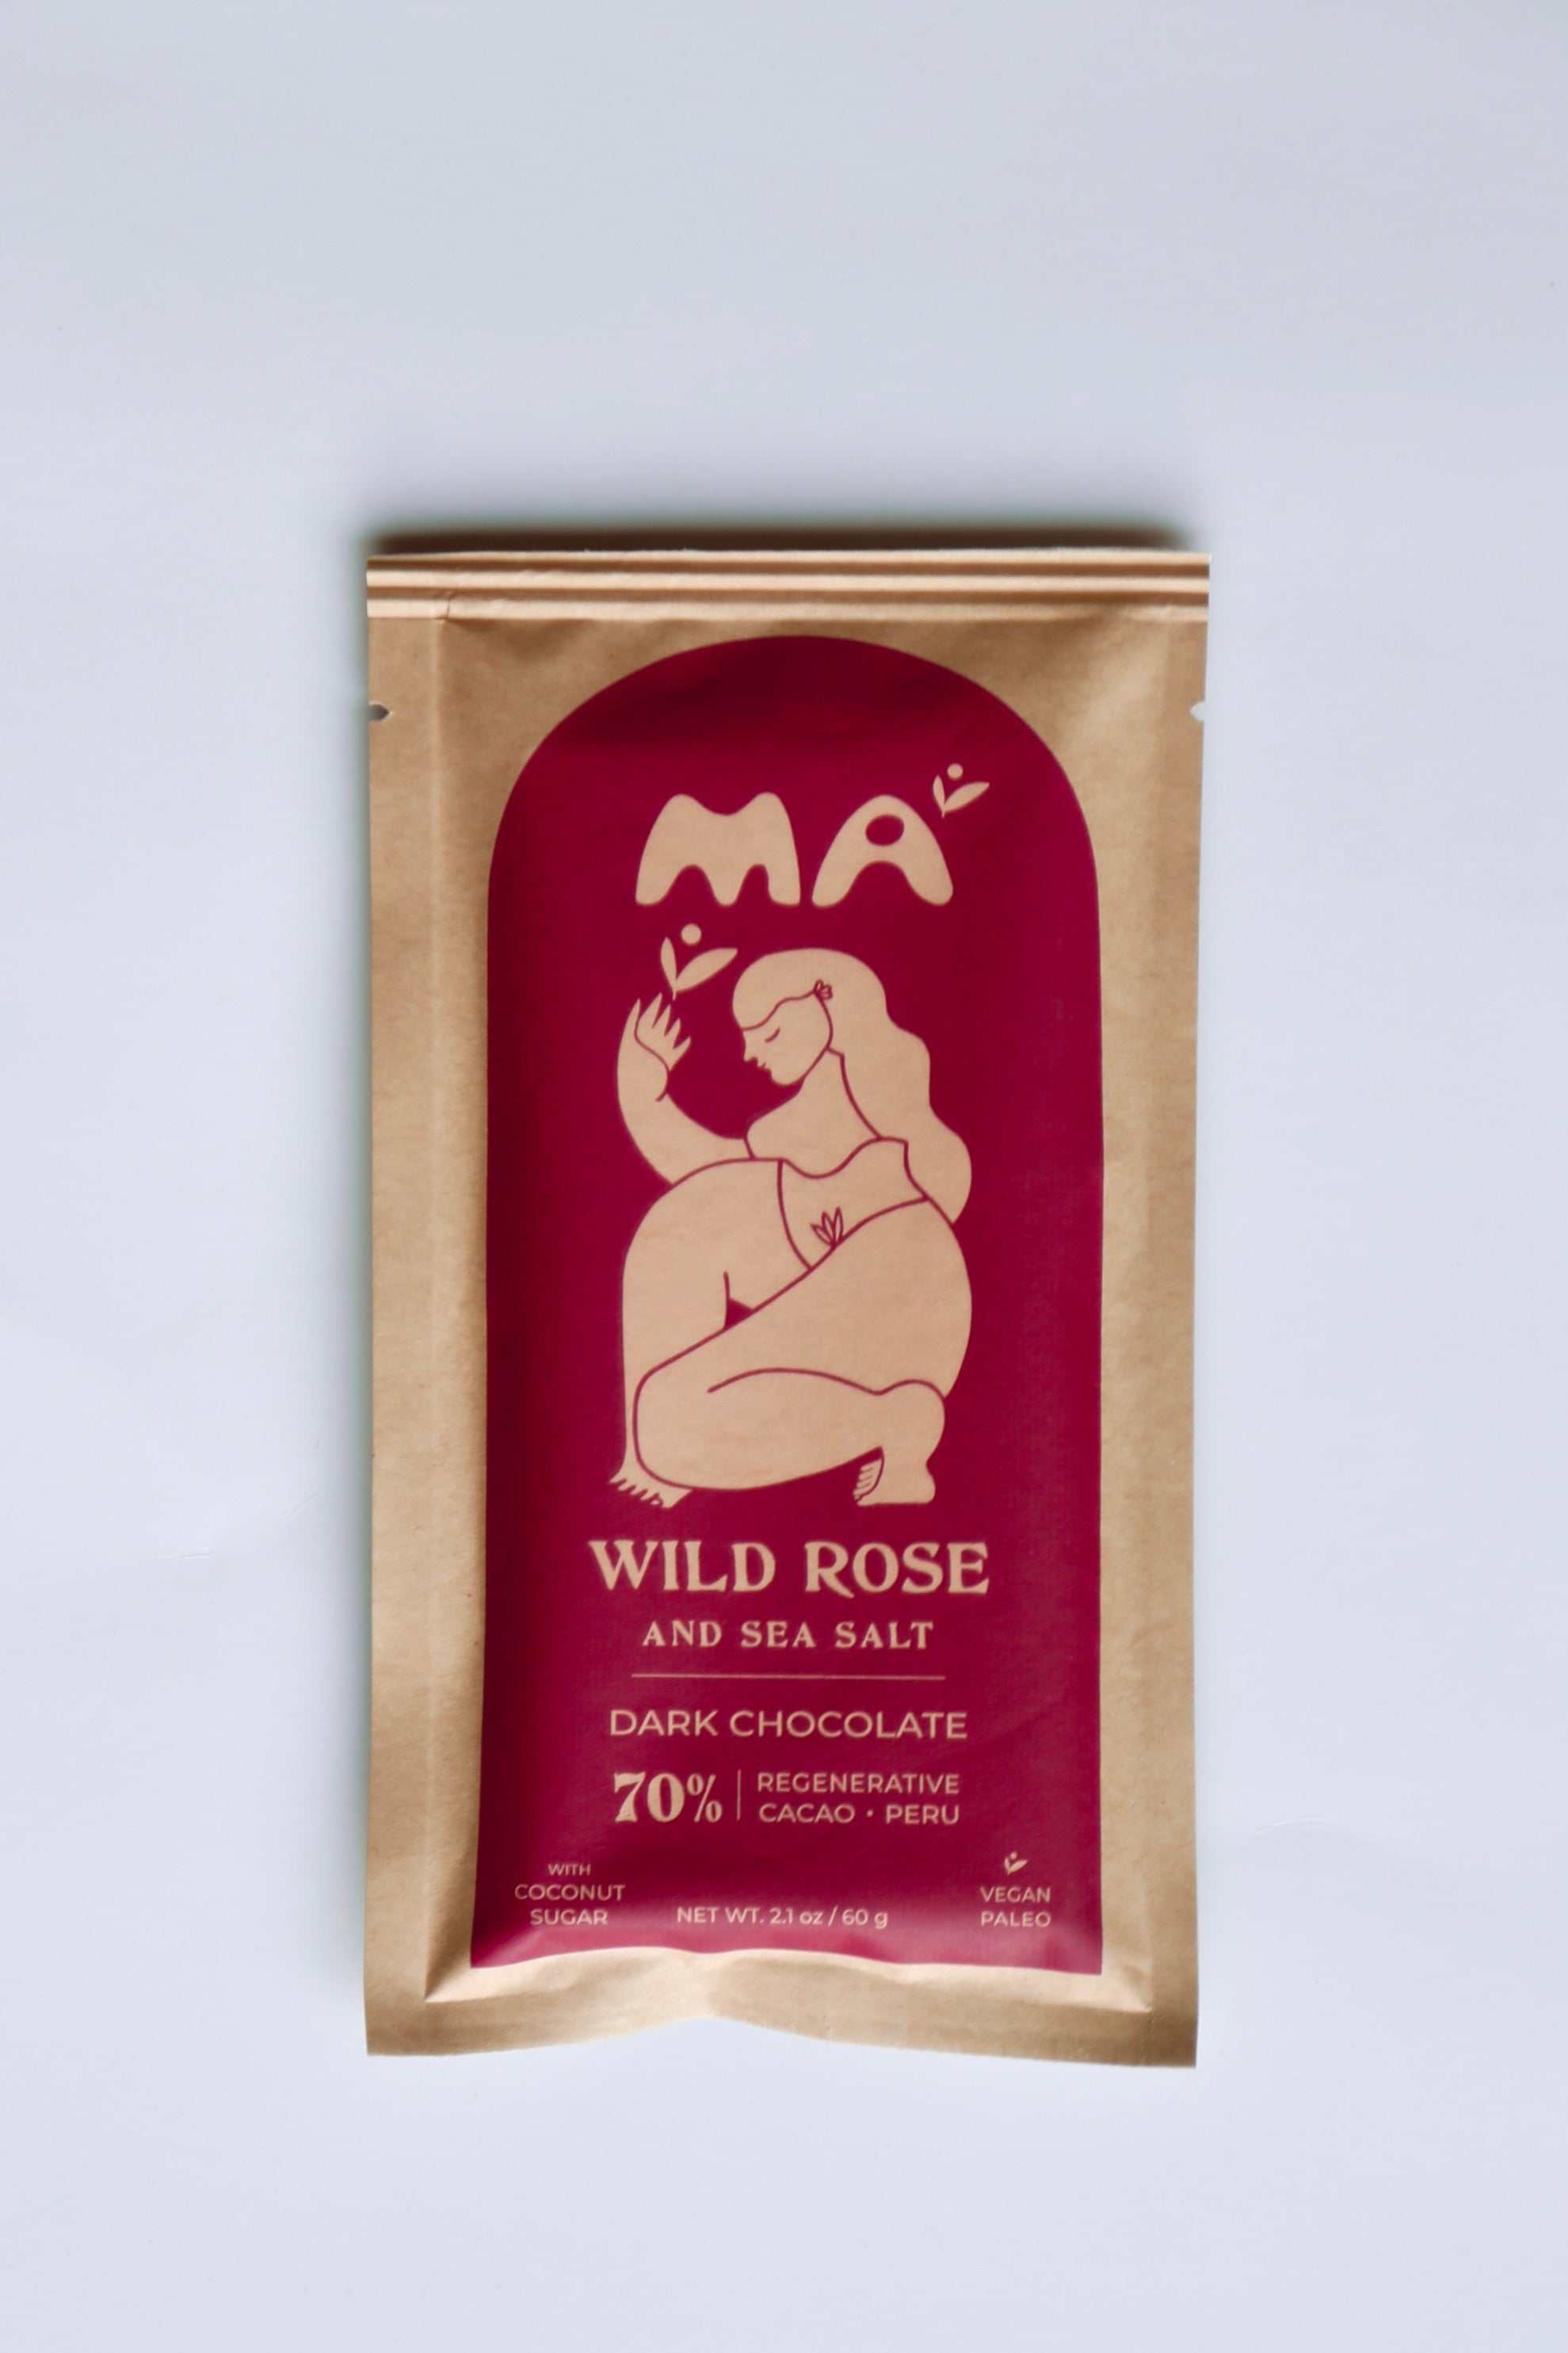 MA
WILD ROSE
AND SEA SALT
DARK CHOCOLATE
70%
REGENERATIVE
CACAO • PERU
WITH
COCONUT
SUGAR
NET WT. 2.1 oz / 60 g
VEGAN
PALEO